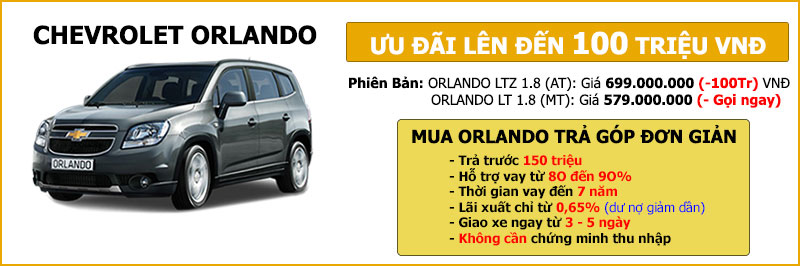 CHEVROLET ORLANDO
ƯU ĐÃI LÊN ĐẾN 100 TRIỆU VNĐ
Phiên Bản: ORLANDO LTZ 1.8 (AT): Giá 699.000.000 (-100Tr) VNĐ
ORLANDO LT 1.8 (MT): Giá 579.000.000 (- Gọi ngay)
MUA ORLANDO TRẢ GÓP ĐƠN GIẢN
- Trả trước 150 triệu
- Hỗ trợ vay từ 80 đến 90%
- Thời gian vay đến 7 năm
- Lãi xuất chỉ từ 0,65% (dư nợ giảm dần)
- Giao xe ngay từ 3 - 5 ngày
- Không cần chứng minh thu nhập
ORLANDO